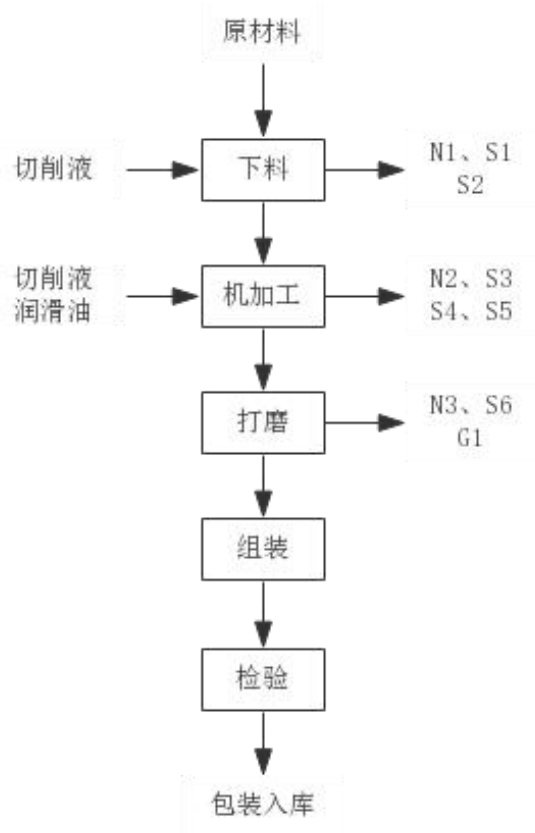 原材料
切削液
下料
N1、S1
S2
切削液
润滑油
机加工
N2、S3
S4、S5
打磨
N3、S6
G1
组装
检验
包装入库